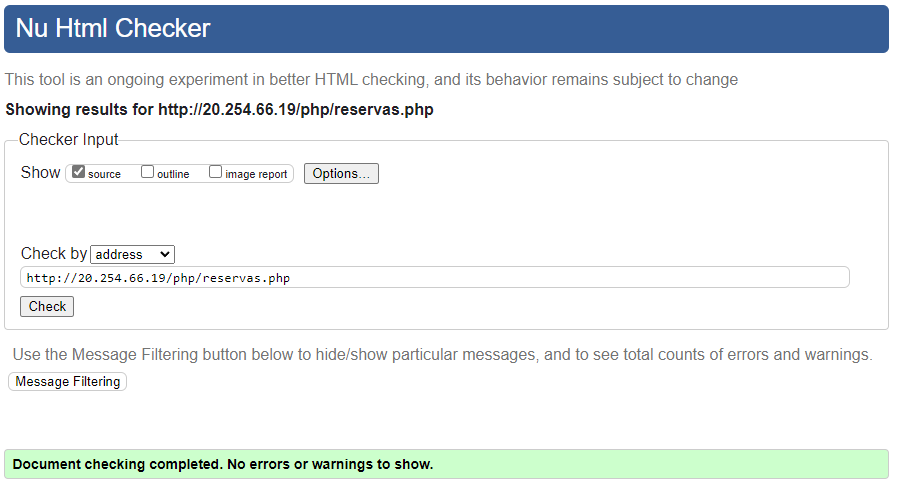 Nu Html Checker
This tool is an ongoing experiment in better HTML checking, and its behavior remains subject to change
Showing results for http://20.254.66.19/php/reservas.php
Checker Input
Show source outline image report Options...
Check by address
http://20.254.66.19/php/reservas.php
Check
Use the Message Filtering button below to hide/show particular messages, and to see total counts of errors and warnings.
Message Filtering
Document checking completed. No errors or warnings to show.